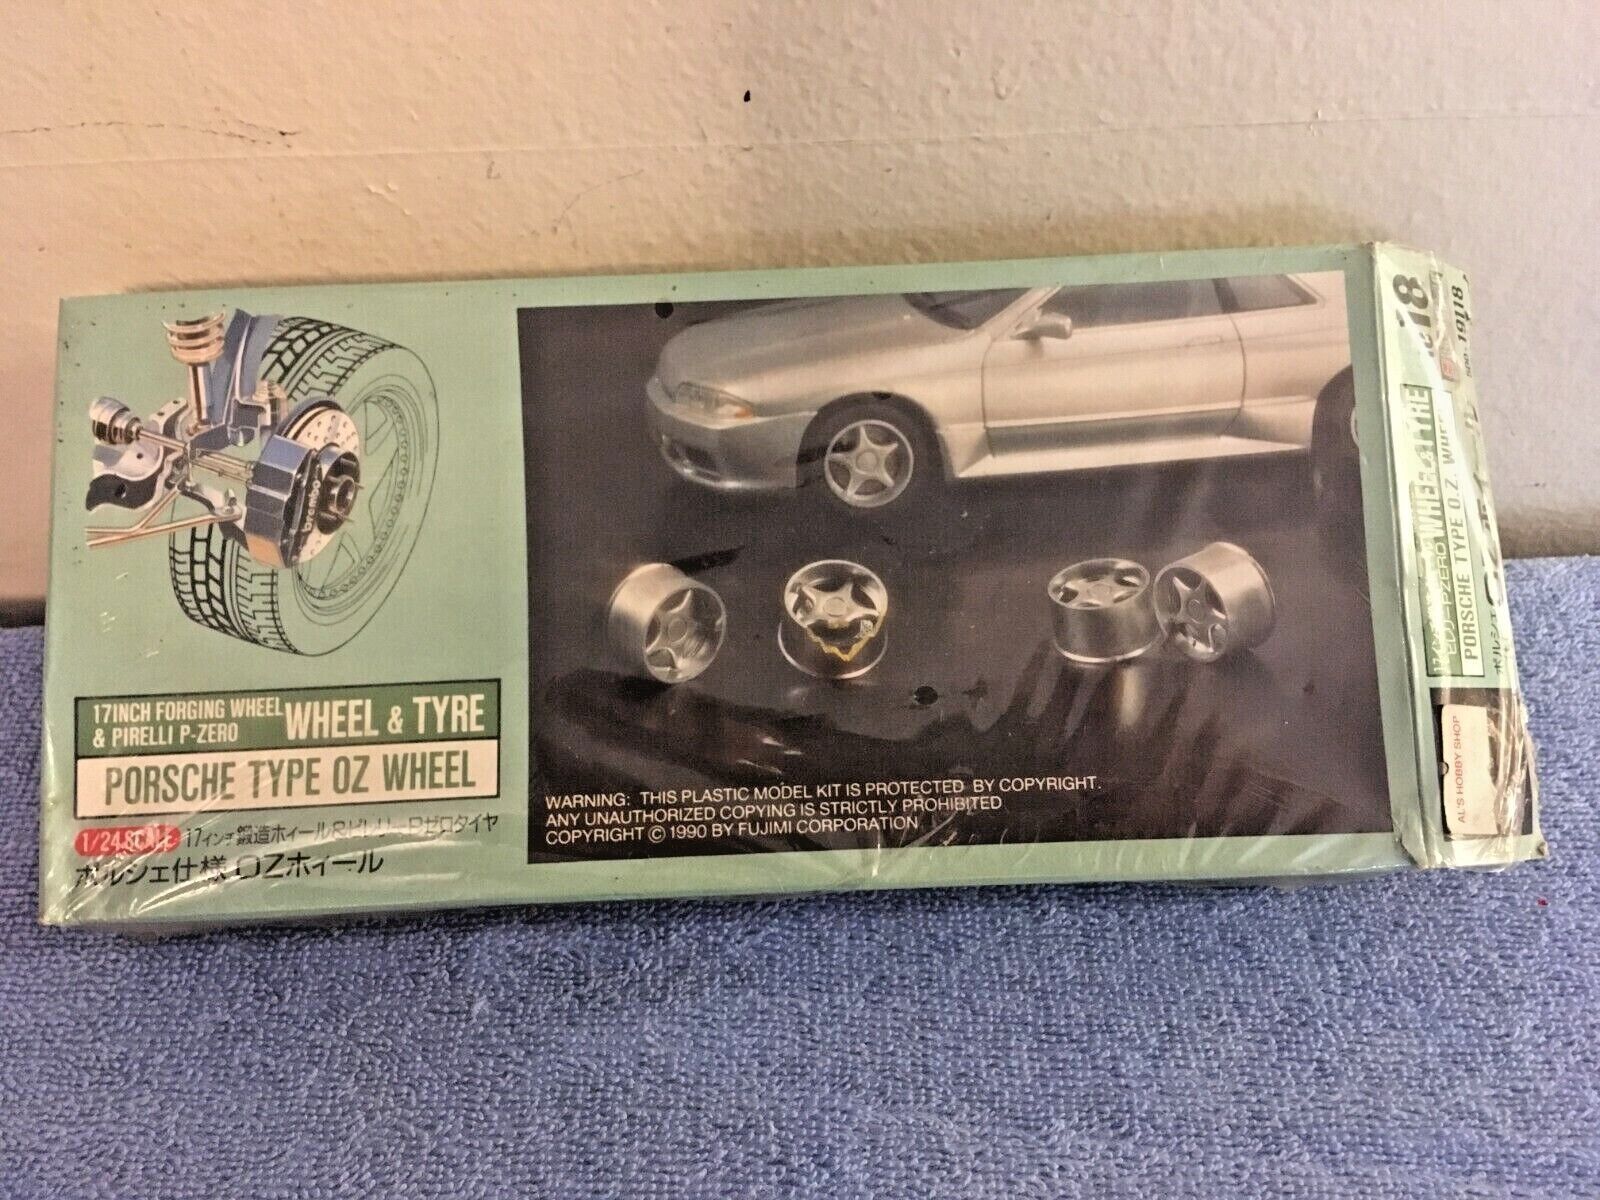 brembo
17INCH FORGING WHEEL
& PIRELLI P-ZERO
WHEEL & TYRE
PORSCHE TYPE OZ WHEEL
1/24 SCALE 17インチ鍛造ホイール&ピレリーPゼロタイヤ
ポルシェ仕様 OZホイール
WARNING: THIS PLASTIC MODEL KIT IS PROTECTED BY COPYRIGHT.
ANY UNAUTHORIZED COPYING IS STRICTLY PROHIBITED
COPYRIGHT © 1990 BY FUJIMI CORPORATION
18
19118
WHEEL & TYRE
PORSCHE TYPE O.Z. WHEEL
AL'S HOBBY SHOP